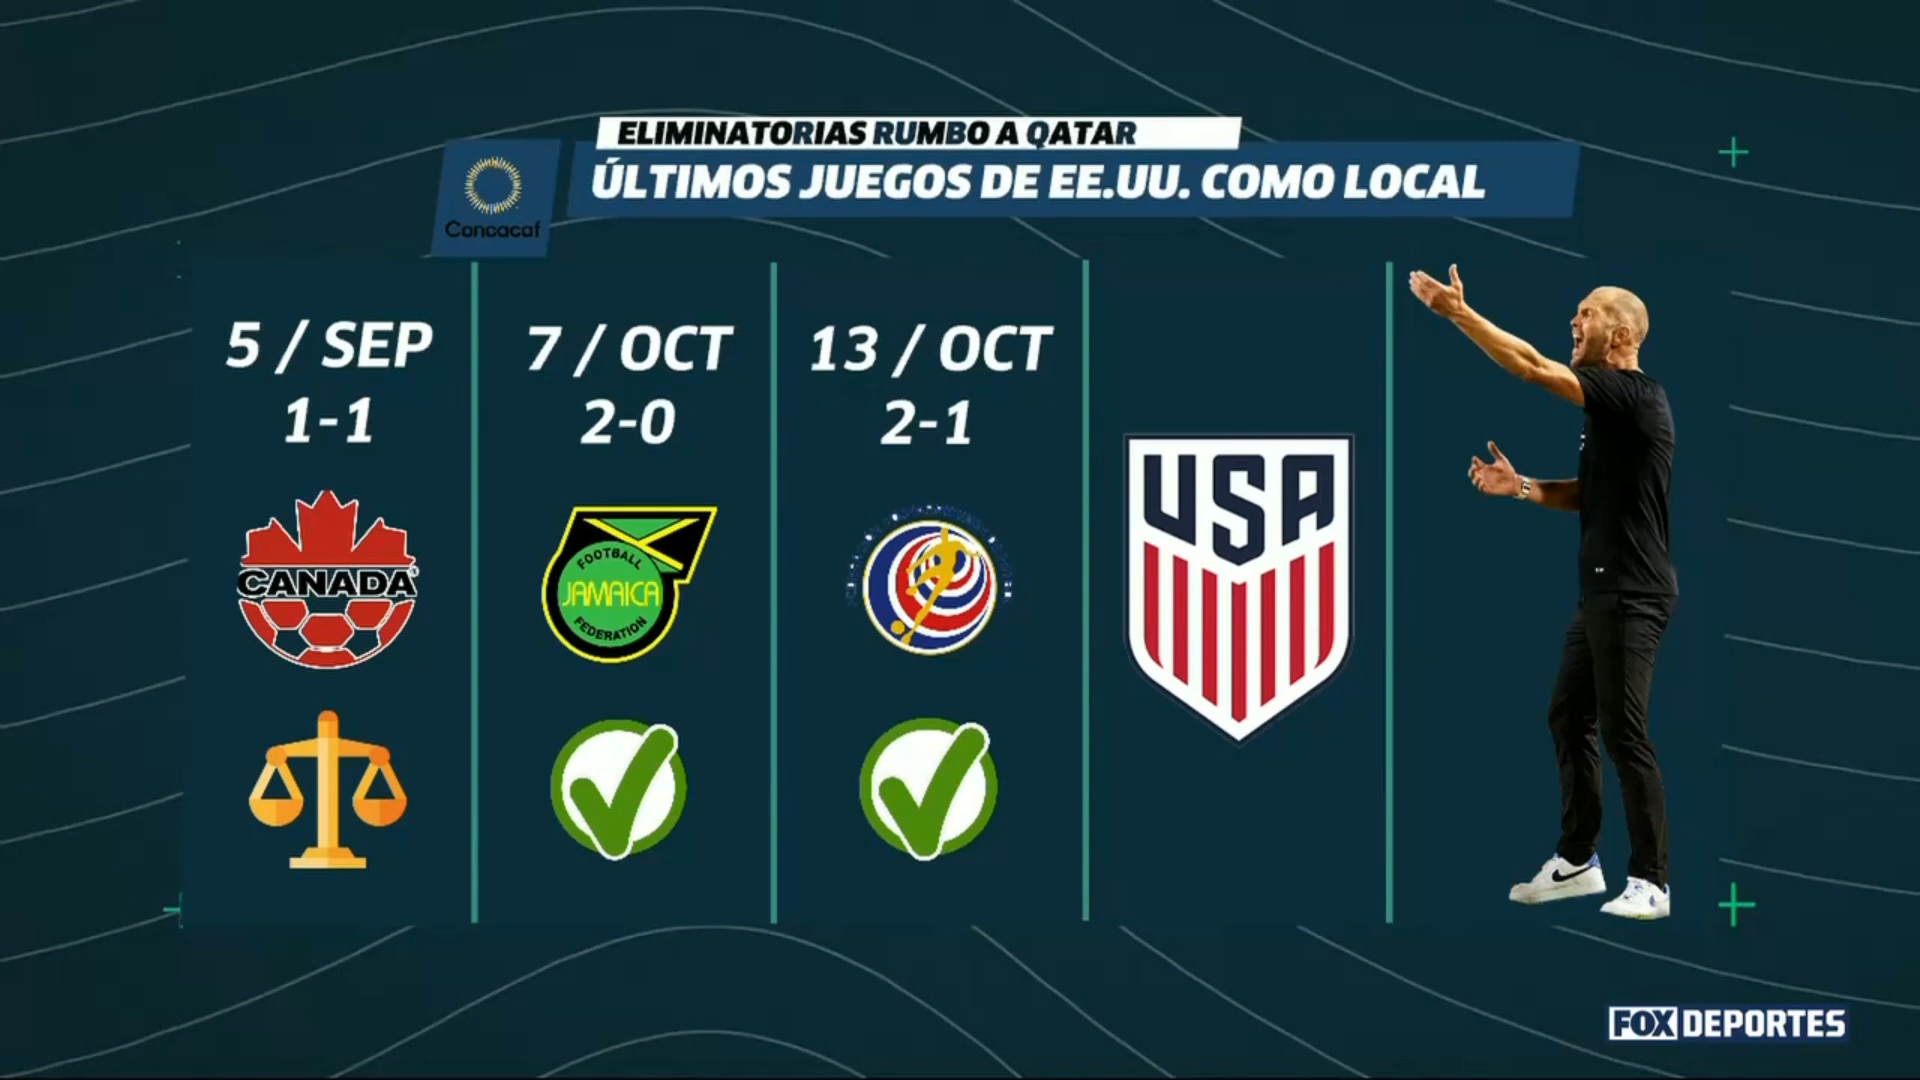 ELIMINATORIAS RUMBO A QATAR
ÚLTIMOS JUEGOS DE EE.UU. COMO LOCAL
Concacaf
5 / SEP
1-1
7 / OCT
2-0
13 / OCT
2-1
CANADA
FOOTBALL
JAMAICA
FEDERATION
USA
FOX DEPORTES